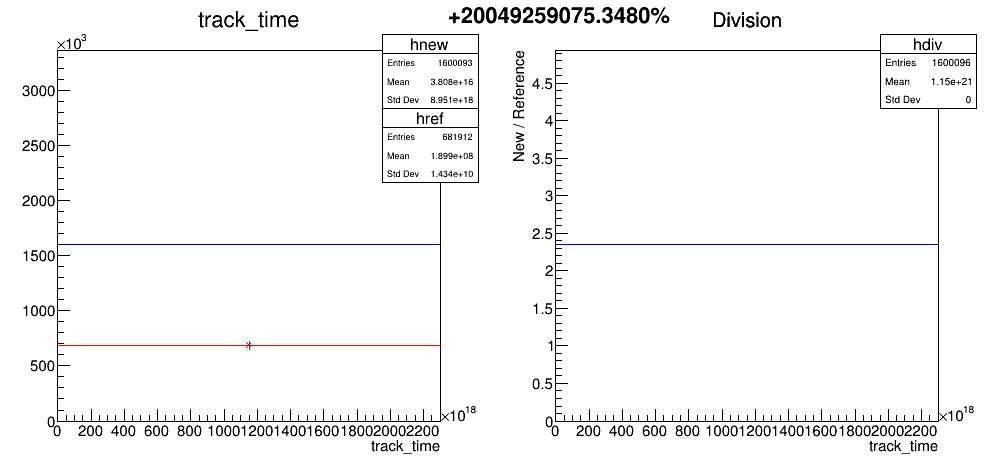 +20049259075.3480%
track_time
×10³
hnew
Entries 1600093
Mean 3.808e+16
Std Dev 8.951e+18
href
Entries 681912
Mean 1.899e+08
Std Dev 1.434e+10
3000
2500
2000
1500
1000
500
0
0 200 400 600 800 1000 1200 1400 1600 1800 2000 2200
×10¹⁸
track_time
Division
hdiv
Entries 1600096
Mean 1.15e+21
Std Dev 0
New / Reference
4.5
4
3.5
3
2.5
2
1.5
1
0.5
0
0 200 400 600 800 1000 1200 1400 1600 1800 2000 2200
×10¹⁸
track_time